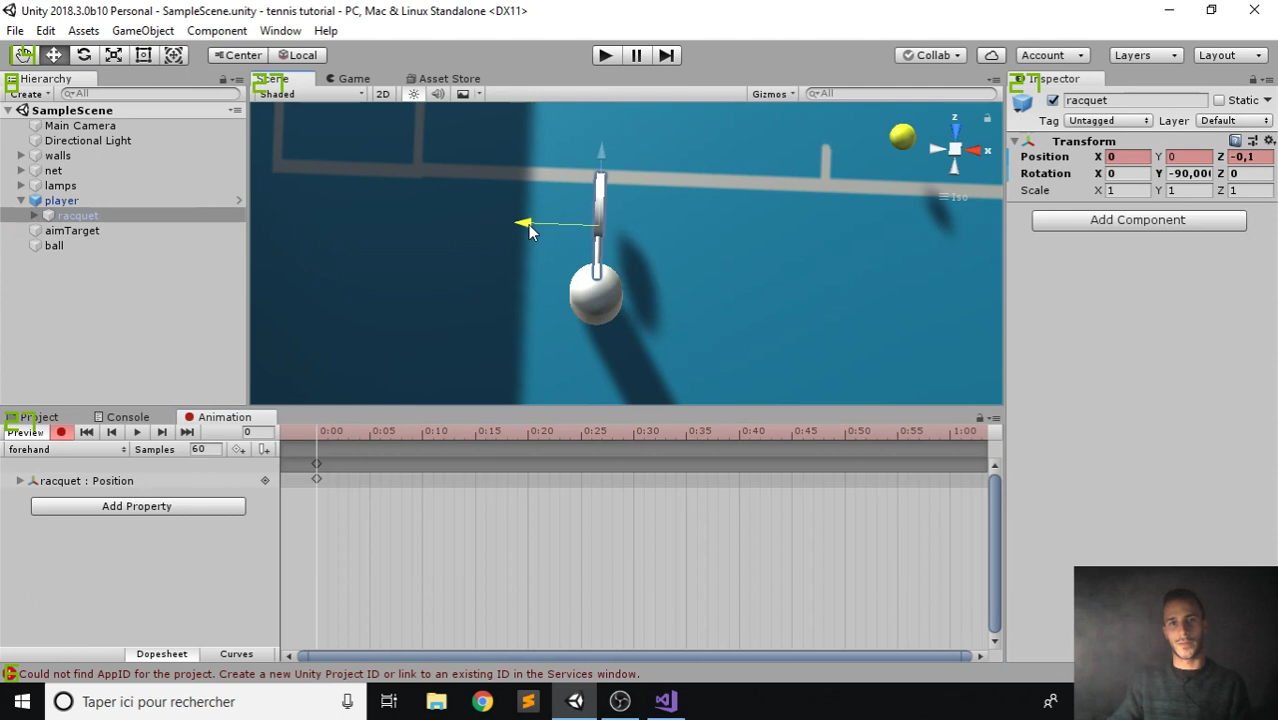 Unity 2018.3.0b10 Personal - SampleScene.unity - tennis tutorial - PC, Mac & Linux Standalone <DX11>
File Edit Assets GameObject Component Window Help
Center Local Collab Account Layers Layout
Hierarchy Scene Game Asset Store Inspector
Create All Shaded 2D Gizmos All
SampleScene
Main Camera
Directional Light
walls
net
lamps
player
racquet
aimTarget
ball
z
x
Iso
27
8
27
27
racquet Static
Tag Untagged Layer Default
Transform
Position X 0 Y 0 Z -0,1
Rotation X 0 Y -90,000 Z 0
Scale X 1 Y 1 Z 1
Add Component
Project Console Animation
Preview 0 0:00 0:05 0:10 0:15 0:20 0:25 0:30 0:35 0:40 0:45 0:50 0:55 1:00
forehand Samples 60
racquet : Position
Add Property
Dopesheet Curves
Could not find AppID for the project. Create a new Unity Project ID or link to an existing ID in the Services window.
Taper ici pour rechercher